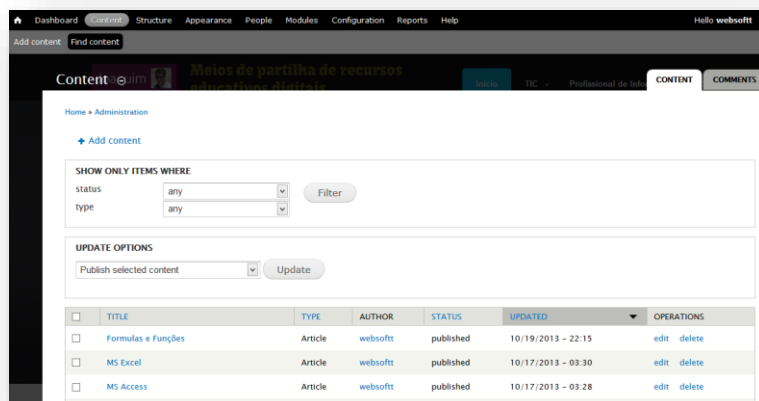 Dashboard Content Structure Appearance People Modules Configuration Reports Help Hello websoftt
Add content Find content
Meios de partilha de recursos
educativos digitais
Content
Início TIC Profissional de Info
CONTENT COMMENTS
Home » Administration
Add content
SHOW ONLY ITEMS WHERE
status any
Filter
type any
UPDATE OPTIONS
Publish selected content Update
TITLE TYPE AUTHOR STATUS UPDATED OPERATIONS
Formulas e Funções Article websoftt published 10/19/2013 - 22:15 edit delete
MS Excel Article websoftt published 10/17/2013 - 03:30 edit delete
MS Access Article websoftt published 10/17/2013 - 03:28 edit delete